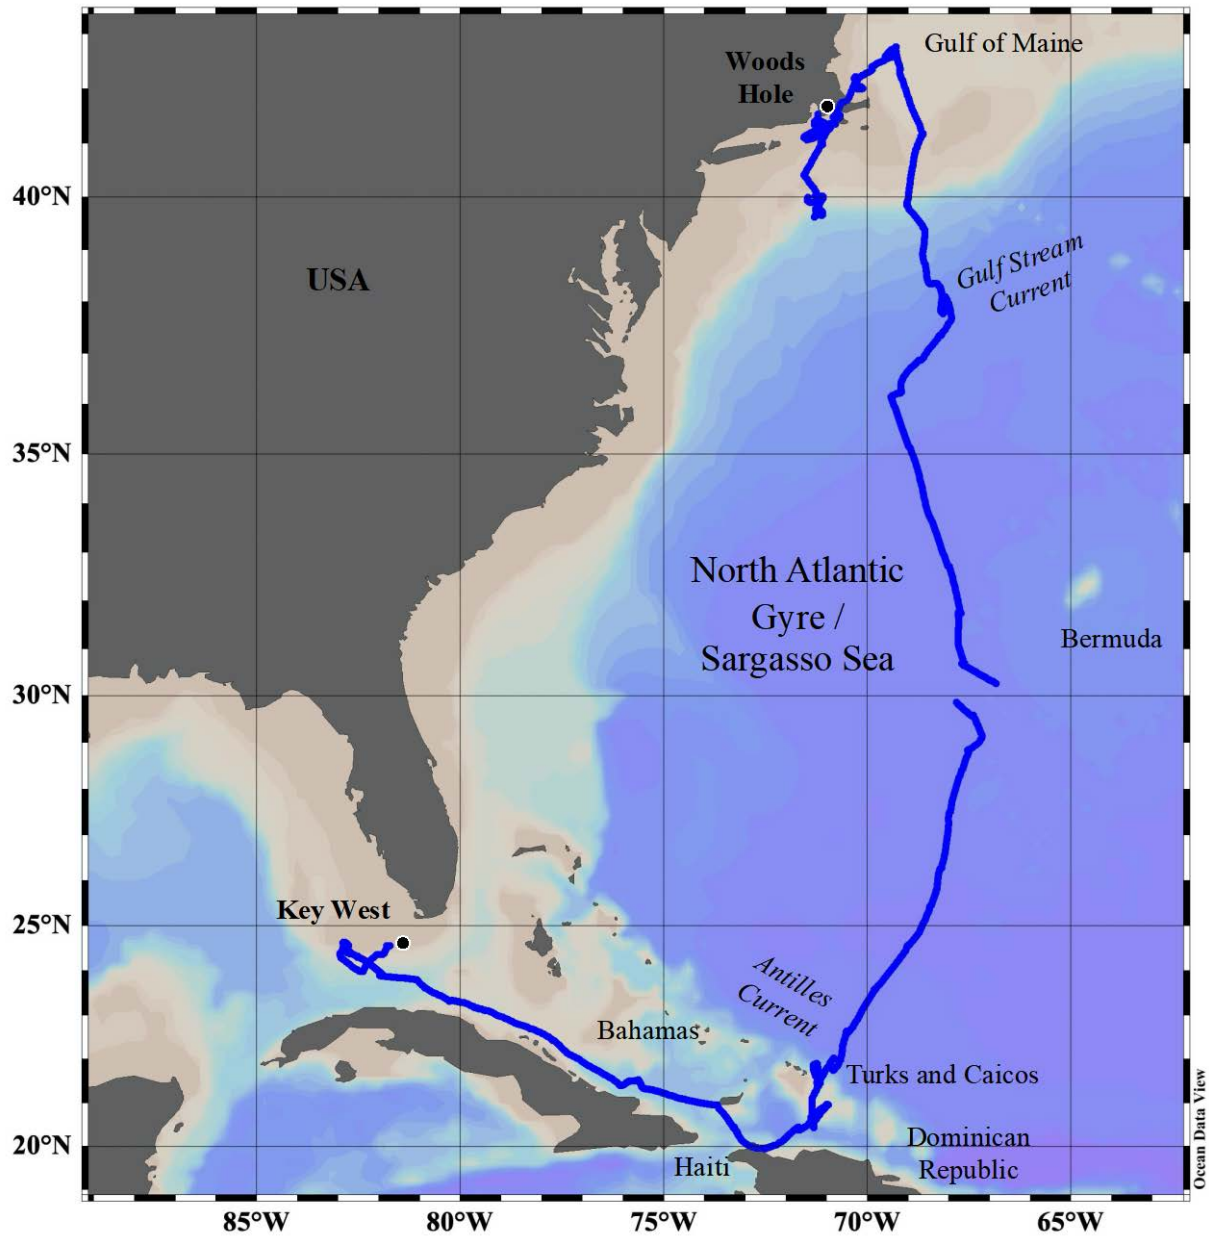 Gulf of Maine
Woods
Hole
40°N
USA
Gulf Stream
Current
35°N
North Atlantic
Gyre /
Sargasso Sea
Bermuda
30°N
Key West
25°N
Antilles
Current
Bahamas
Turks and Caicos
Dominican
Republic
Haiti
20°N
Ocean Data View
85°W
80°W
75°W
70°W
65°W